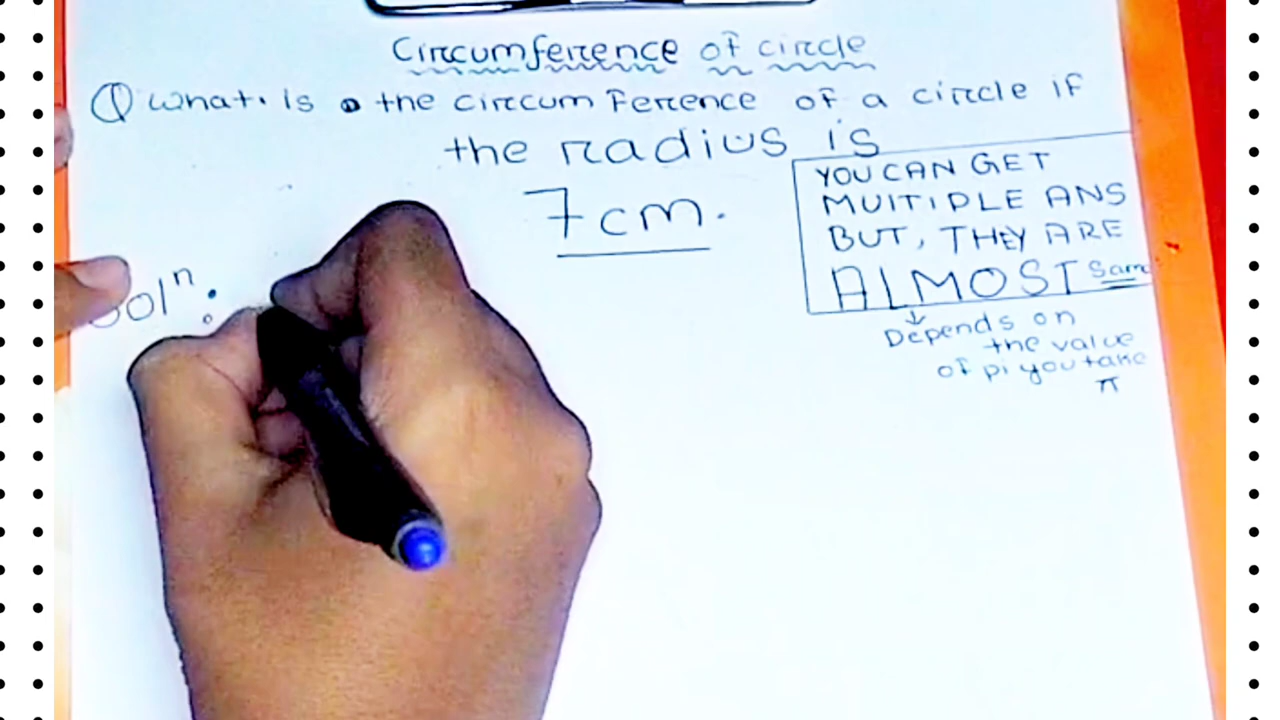 Circumference of circle
Q What. is the circumference of a circle if
the radius is
7cm.
YOU CAN GET
MUITIPLE ANS
BUT, THEY ARE
ALMOST Same
Depends on
the value
of pi you take
π
Solⁿ: